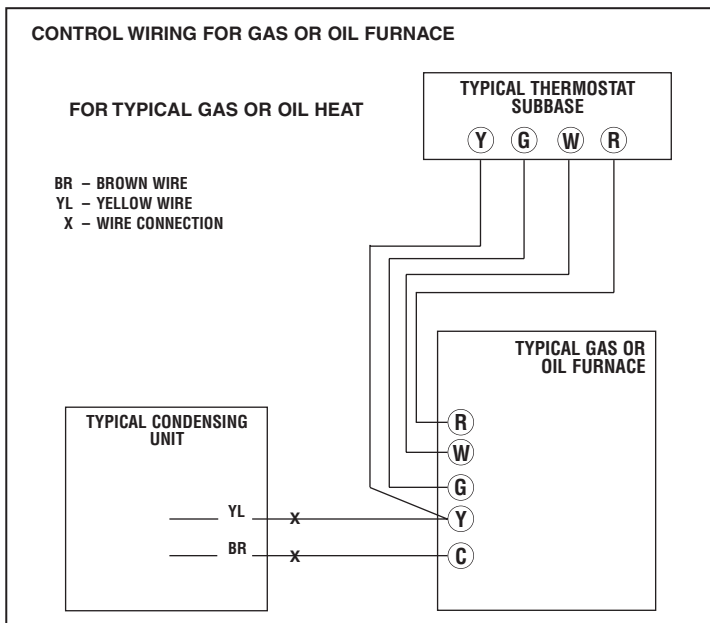 CONTROL WIRING FOR GAS OR OIL FURNACE
FOR TYPICAL GAS OR OIL HEAT
BR – BROWN WIRE
YL – YELLOW WIRE
X – WIRE CONNECTION
TYPICAL THERMOSTAT
SUBBASE
Y G W R
TYPICAL GAS OR
OIL FURNACE
R
W
G
Y
C
TYPICAL CONDENSING
UNIT
YL X
BR X